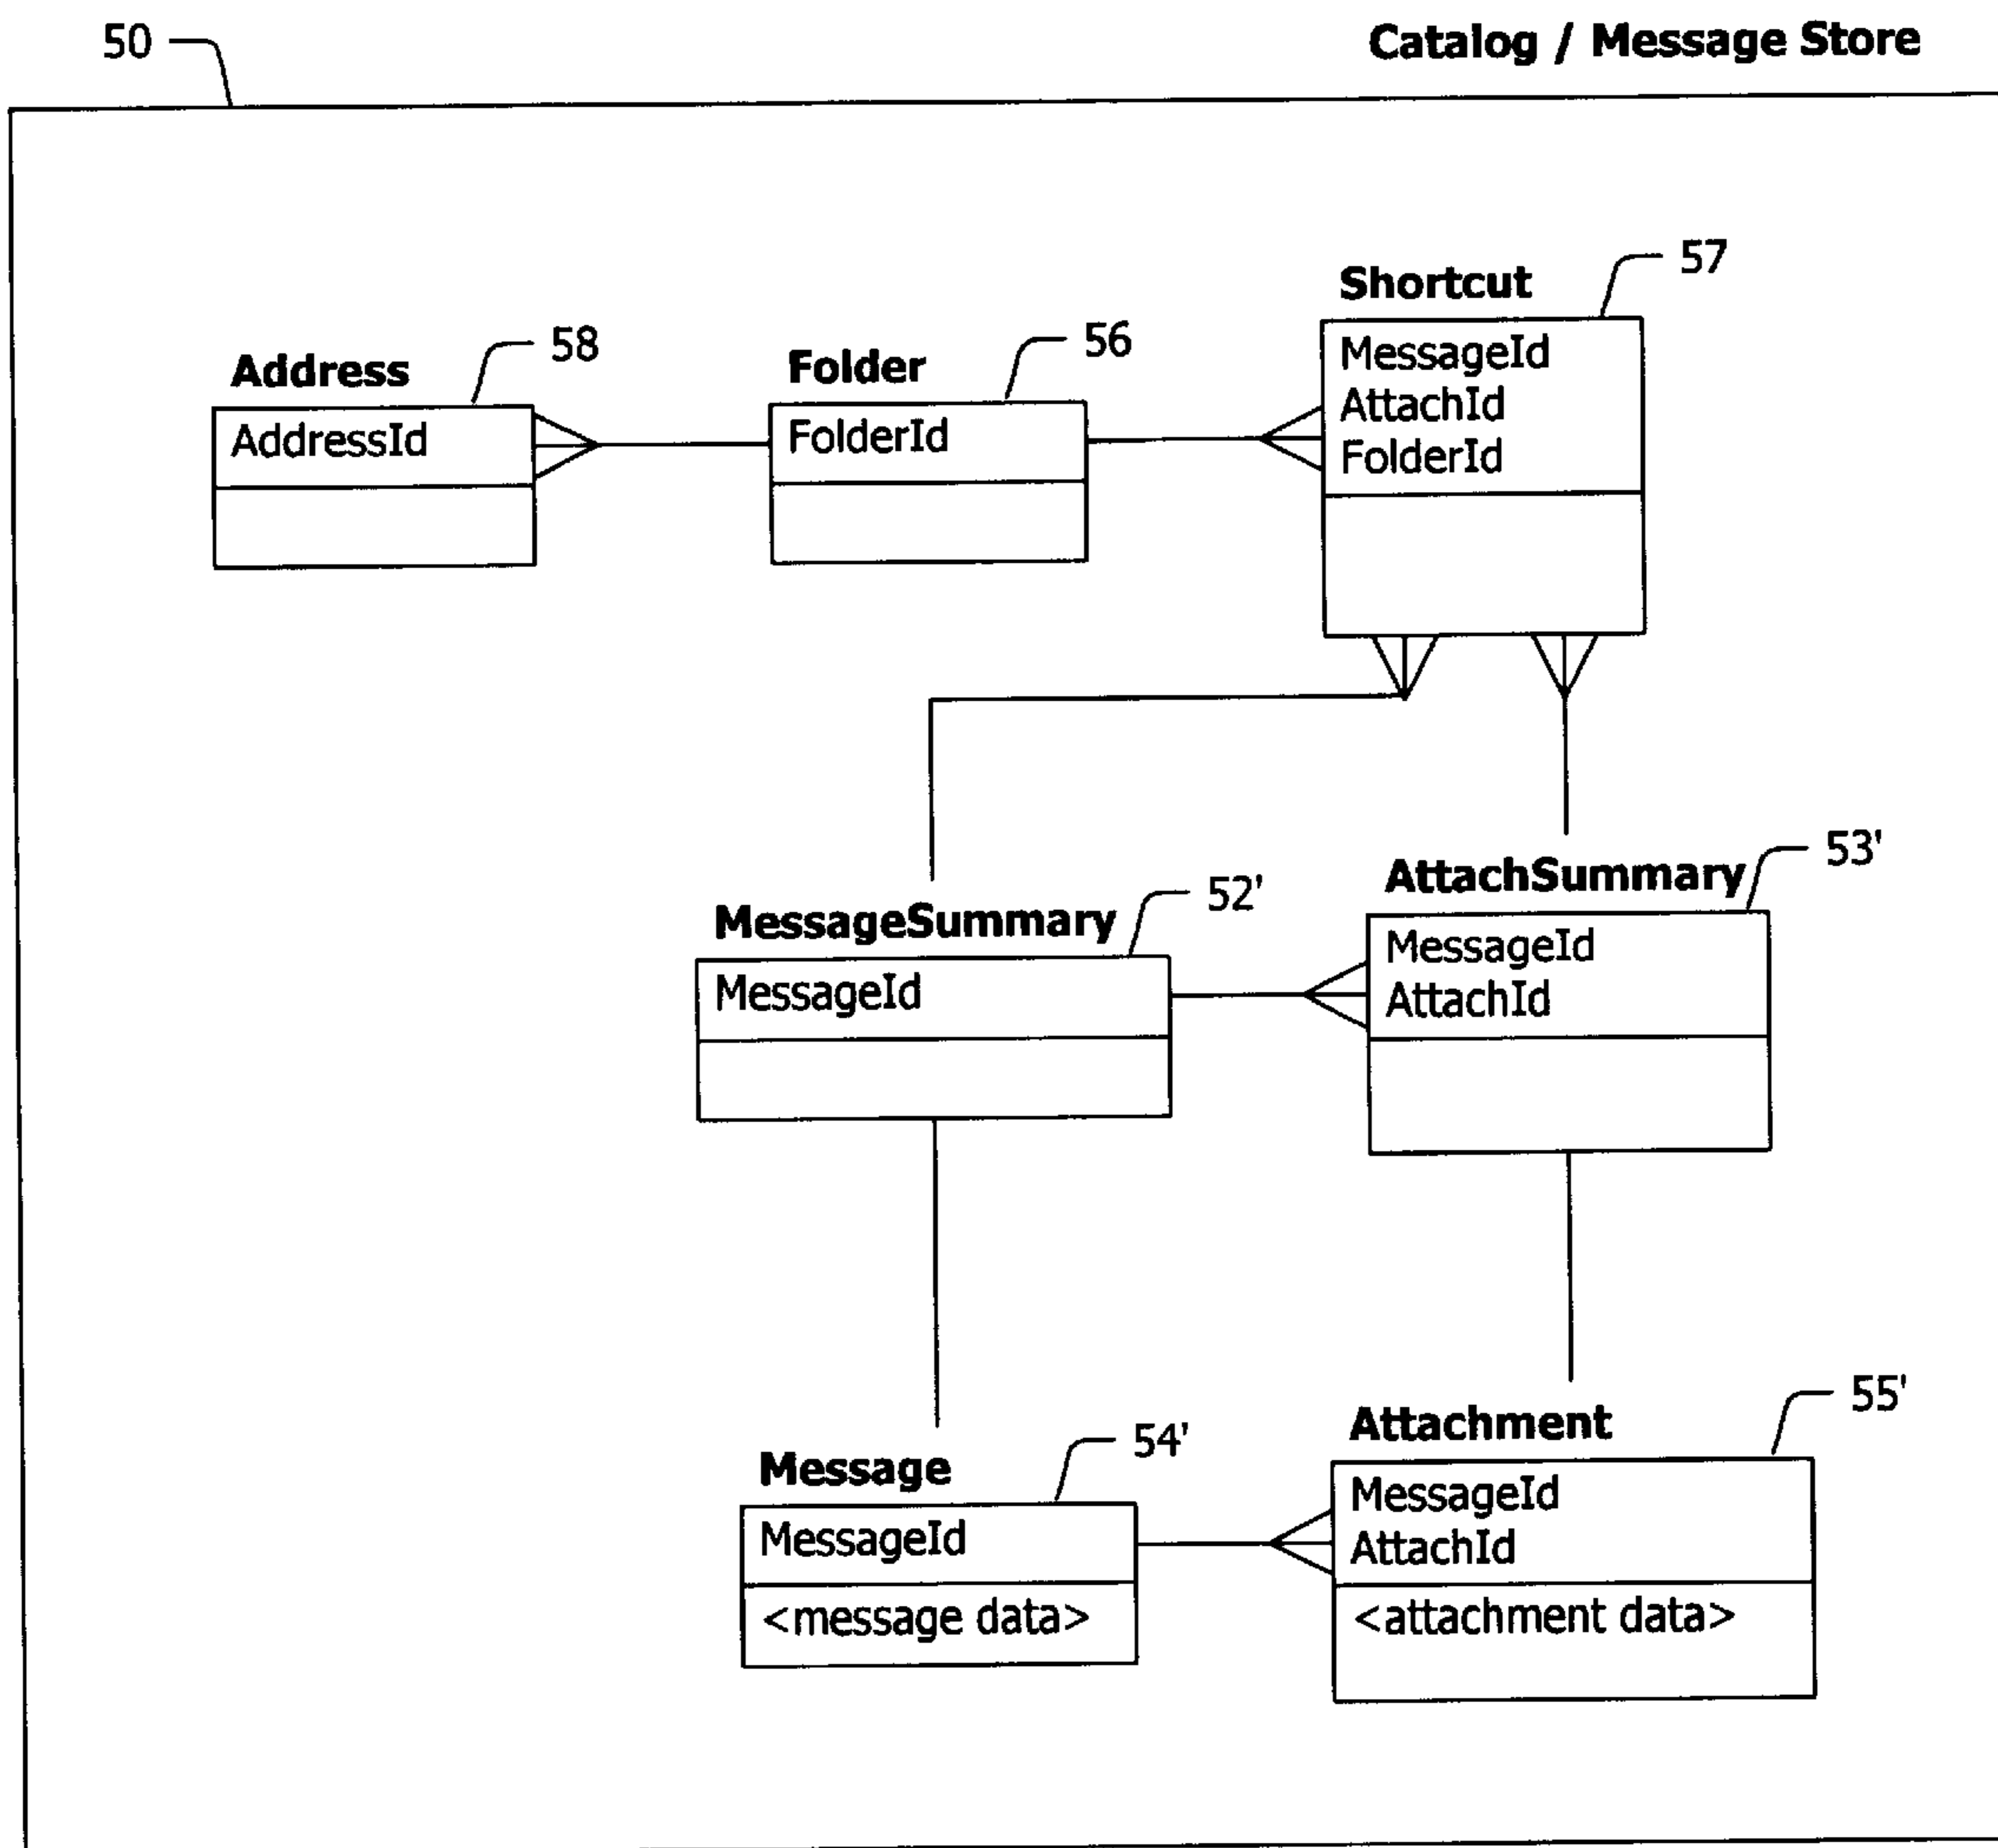 50
Catalog / Message Store
57
Shortcut
MessageId
AttachId
FolderId
58
Address
AddressId
56
Folder
FolderId
53'
AttachSummary
MessageId
AttachId
52'
MessageSummary
MessageId
55'
Attachment
MessageId
AttachId
<attachment data>
54'
Message
MessageId
<message data>